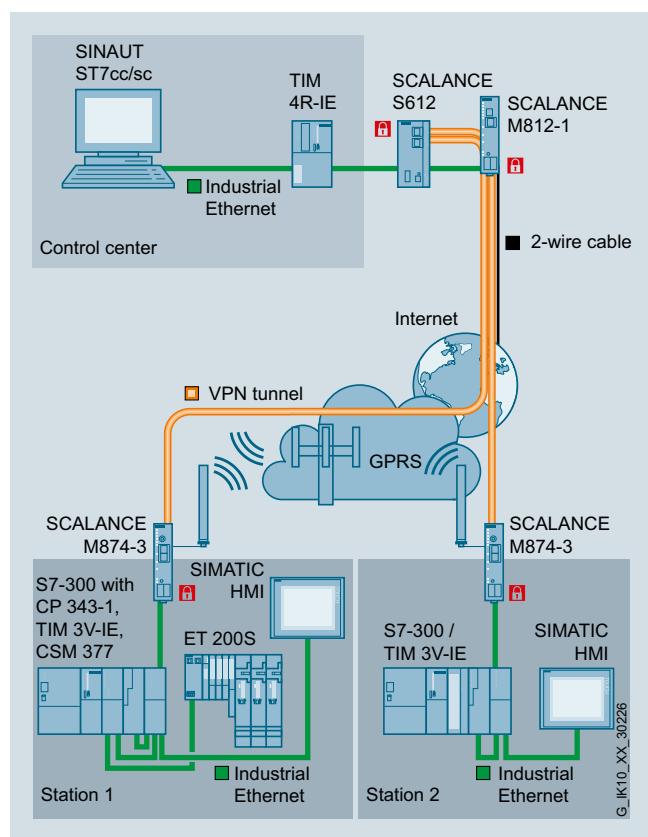 SINAUT
ST7cc/sc
TIM
4R-IE
SCALANCE
S612
SCALANCE
M812-1
Industrial
Ethernet
Control center
2-wire cable
Internet
VPN tunnel
GPRS
SCALANCE
M874-3
SCALANCE
M874-3
S7-300 with
CP 343-1,
TIM 3V-IE,
CSM 377
SIMATIC
HMI
ET 200S
S7-300 /
TIM 3V-IE
SIMATIC
HMI
Industrial
Ethernet
Station 1
Industrial
Ethernet
Station 2
G_IK10_XX_30226